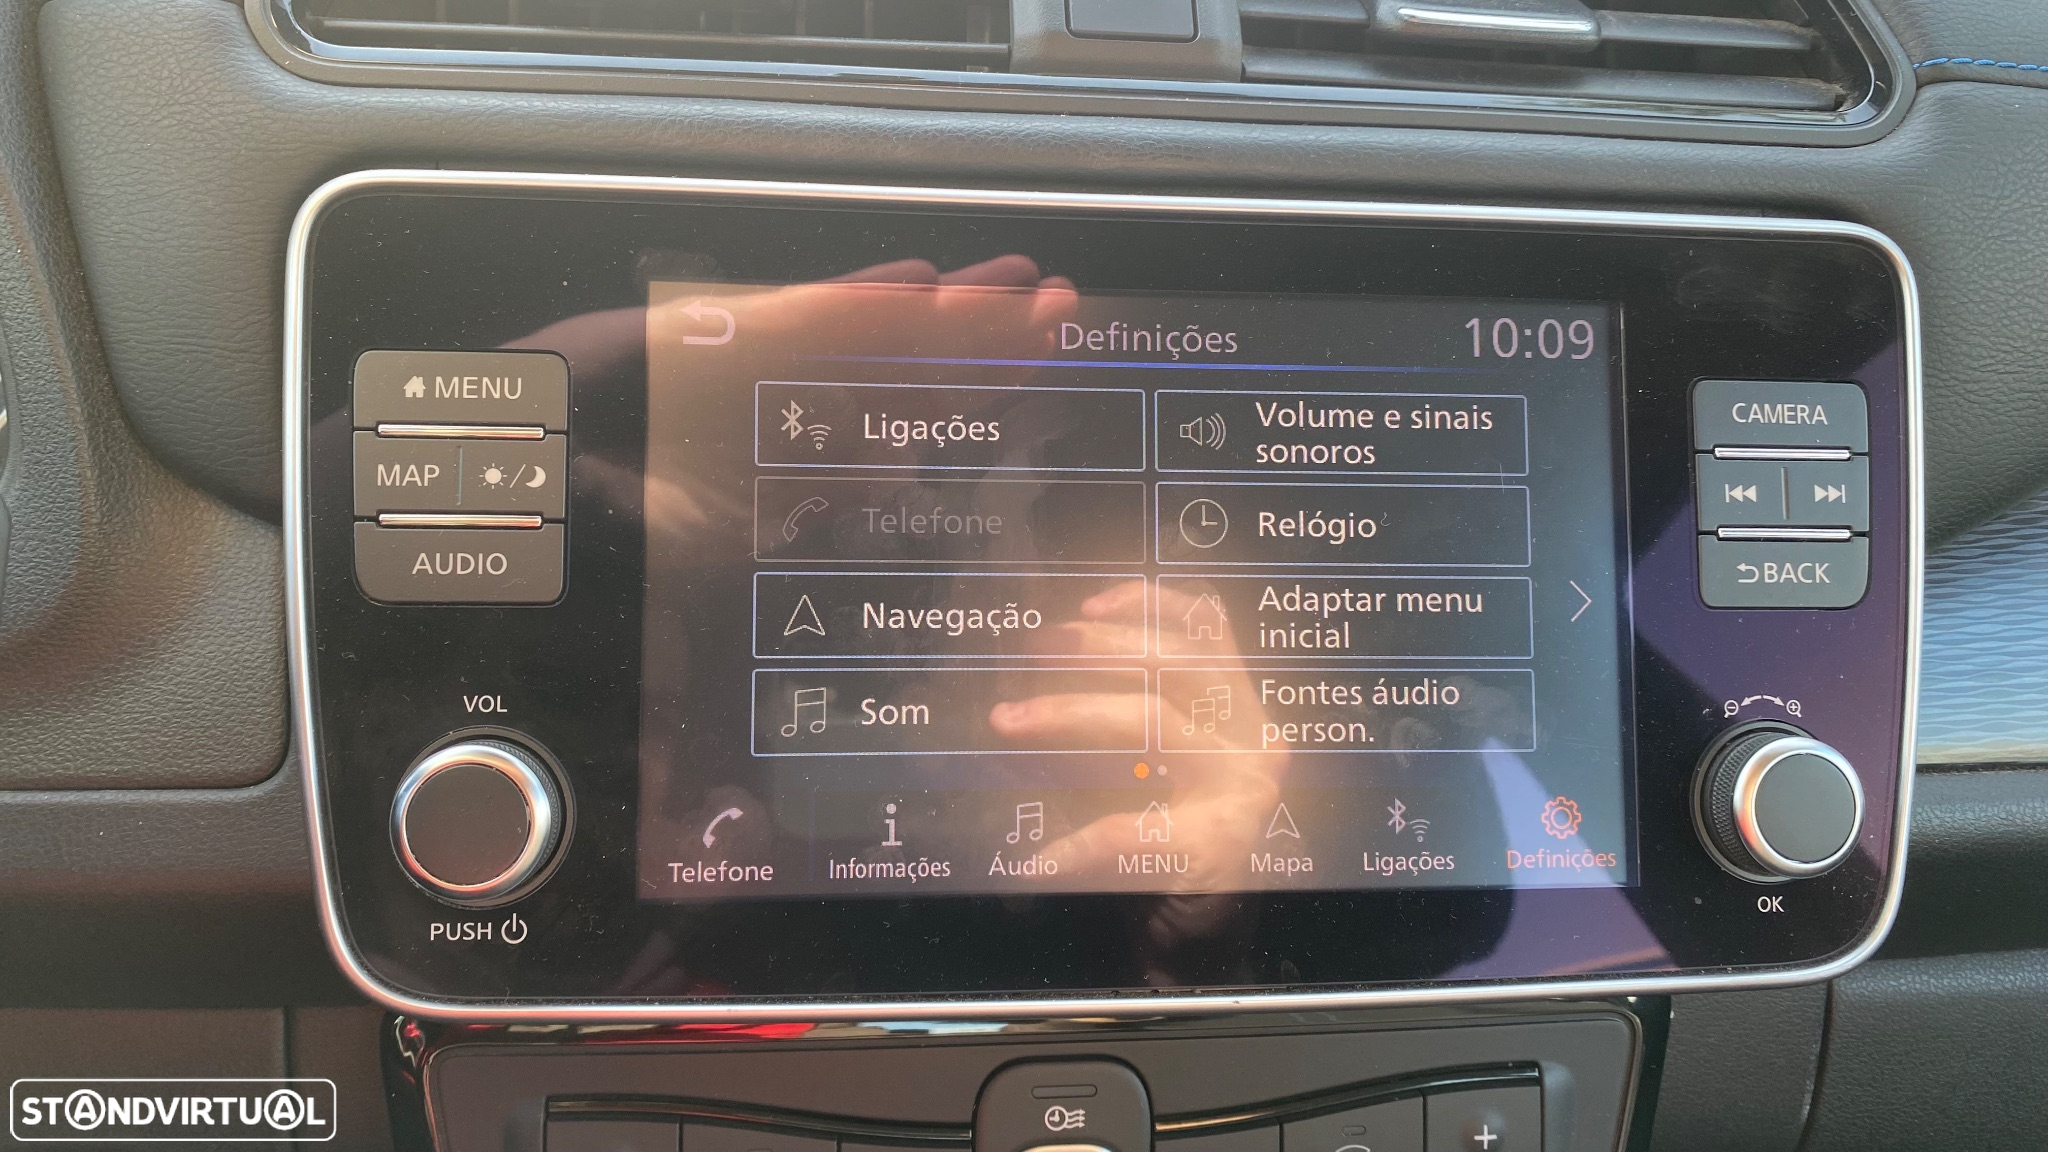 MENU
MAP
AUDIO
VOL
PUSH
Definições
10:09
Ligações
Volume e sinais
sonoros
Telefone
Relógio
Navegação
Adaptar menu
inicial
Som
Fontes áudio
person.
Telefone
Informações
Áudio
MENU
Mapa
Ligações
Definições
CAMERA
BACK
OK
STANDVIRTUAL